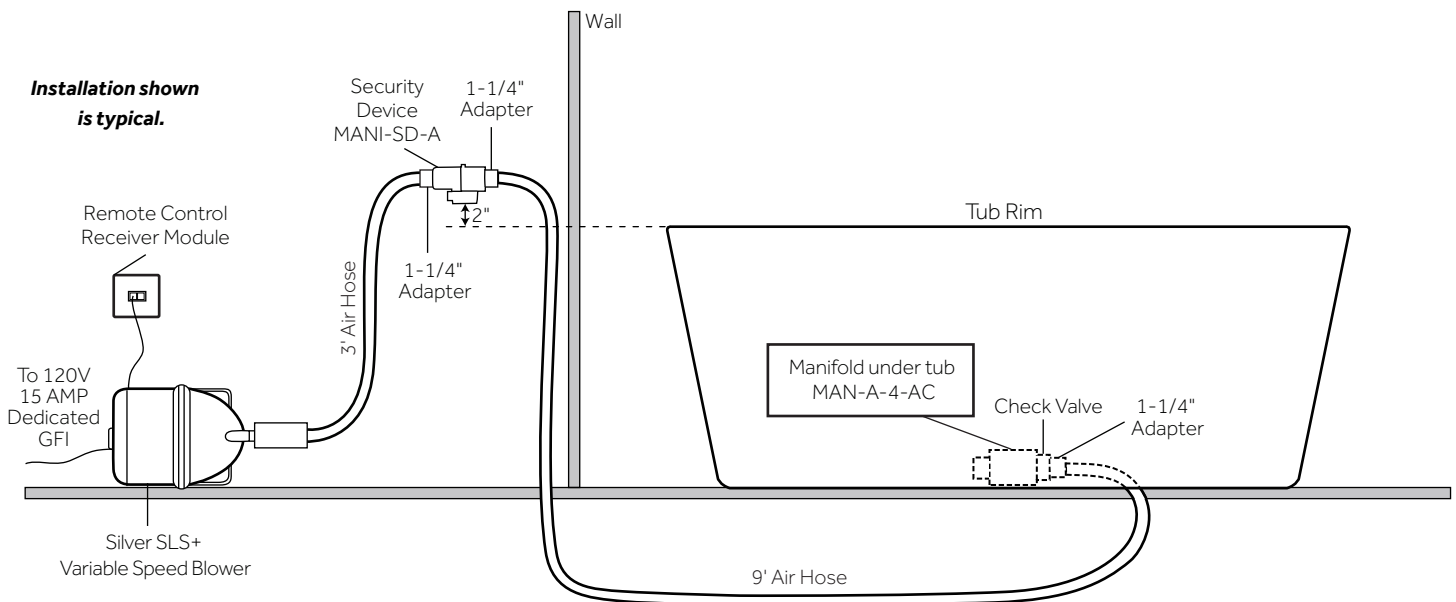 Wall
Installation shown
is typical.
Security
Device
MANI-SD-A
1-1/4"
Adapter
2"
Tub Rim
Remote Control
Receiver Module
1-1/4"
Adapter
3' Air Hose
To 120V
15 AMP
Dedicated
GFI
Manifold under tub
MAN-A-4-AC
Check Valve
1-1/4"
Adapter
Silver SLS+
Variable Speed Blower
9' Air Hose